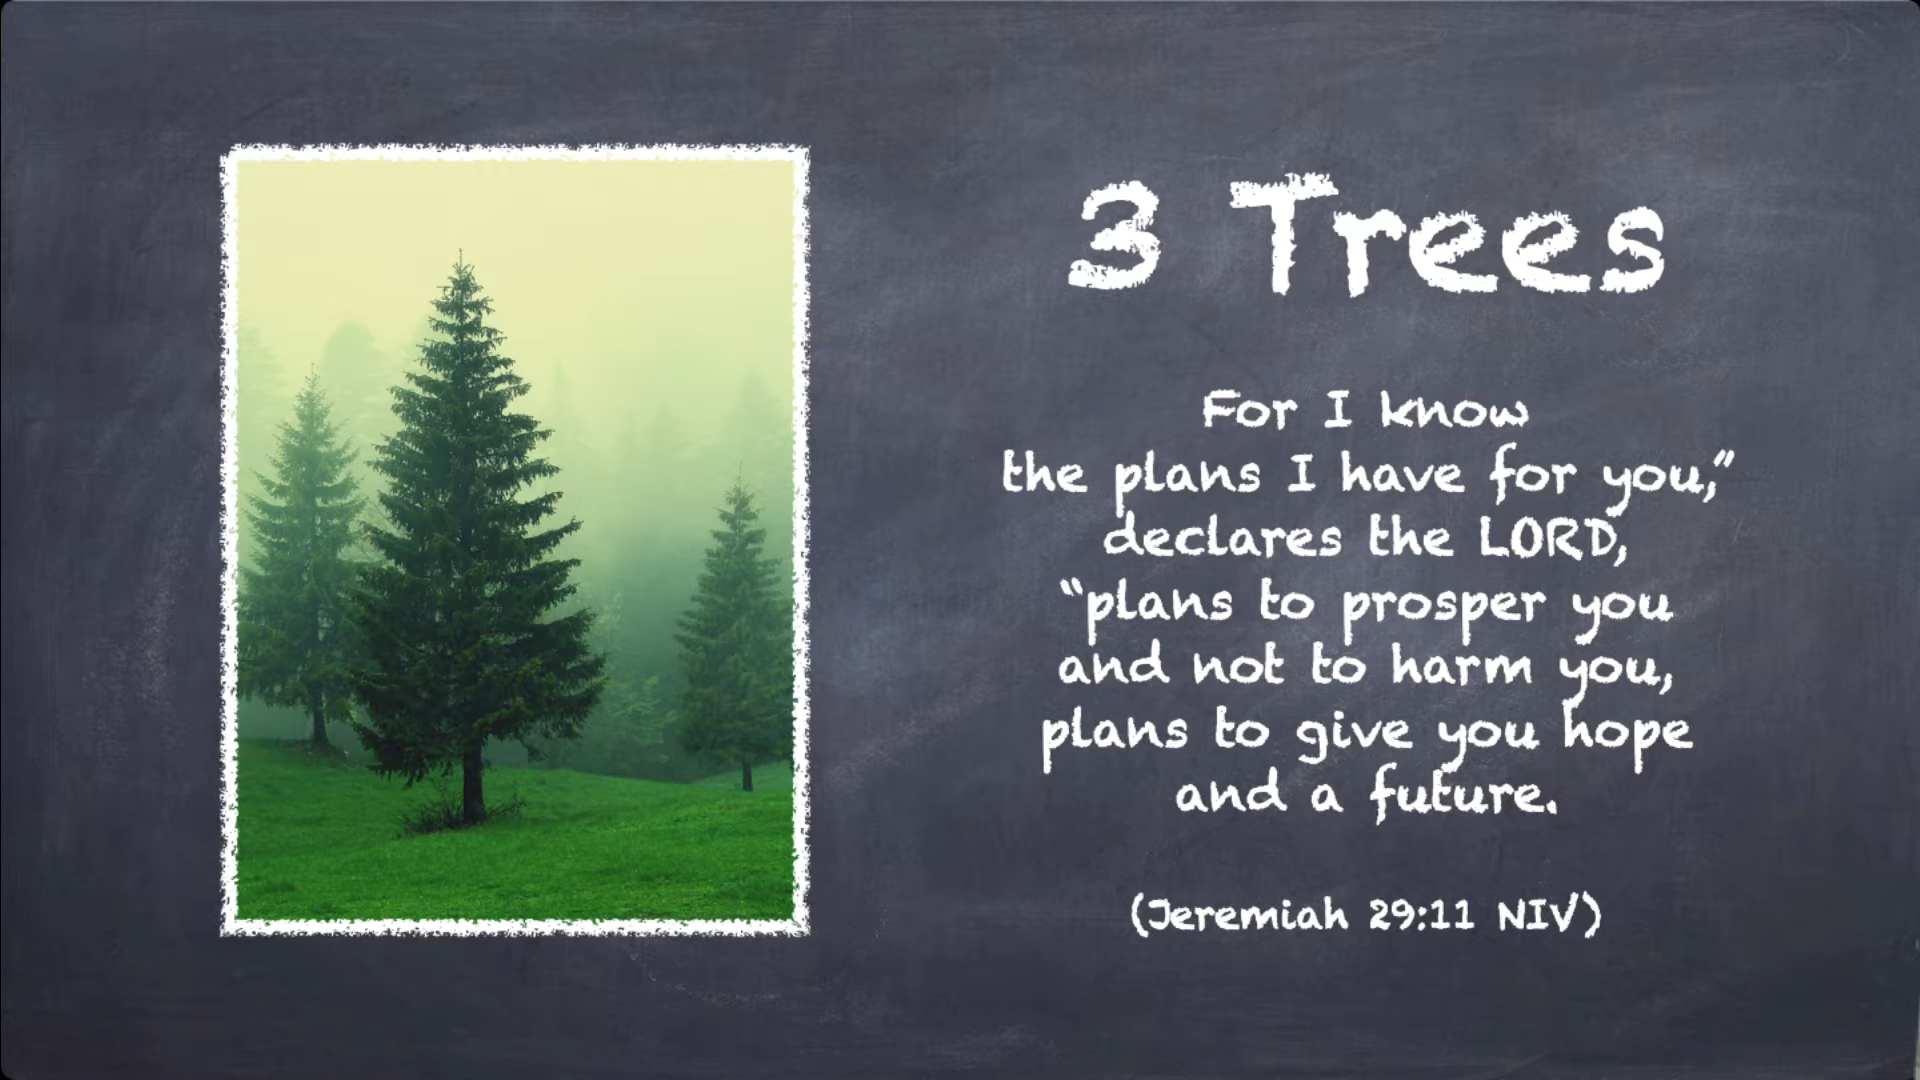 3 Trees
For I know
the plans I have for you,”
declares the LORD,
“plans to prosper you
and not to harm you,
plans to give you hope
and a future.
(Jeremiah 29:11 NIV)